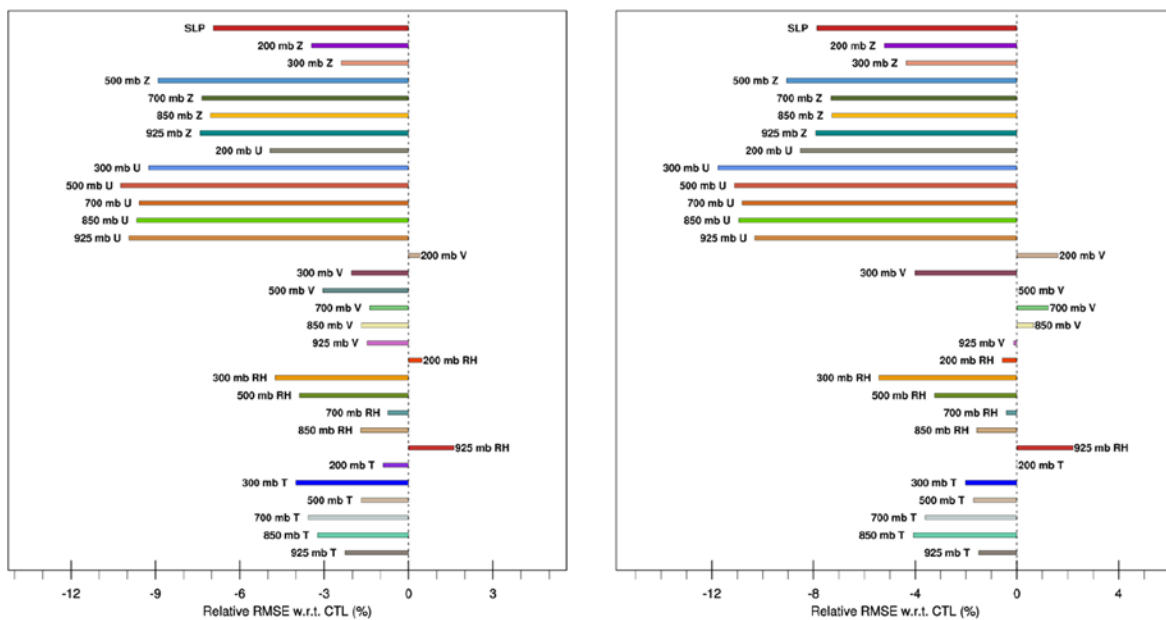 SLP
200 mb Z
300 mb Z
500 mb Z
700 mb Z
850 mb Z
925 mb Z
200 mb U
300 mb U
500 mb U
700 mb U
850 mb U
925 mb U
200 mb V
300 mb V
500 mb V
700 mb V
850 mb V
925 mb V
200 mb RH
300 mb RH
500 mb RH
700 mb RH
850 mb RH
925 mb RH
200 mb T
300 mb T
500 mb T
700 mb T
850 mb T
925 mb T
-12 -9 -6 -3 0 3
Relative RMSE w.r.t. CTL (%)
SLP
200 mb Z
300 mb Z
500 mb Z
700 mb Z
850 mb Z
925 mb Z
200 mb U
300 mb U
500 mb U
700 mb U
850 mb U
925 mb U
200 mb V
300 mb V
500 mb V
700 mb V
850 mb V
925 mb V
200 mb RH
300 mb RH
500 mb RH
700 mb RH
850 mb RH
925 mb RH
200 mb T
300 mb T
500 mb T
700 mb T
850 mb T
925 mb T
-12 -8 -4 0 4
Relative RMSE w.r.t. CTL (%)